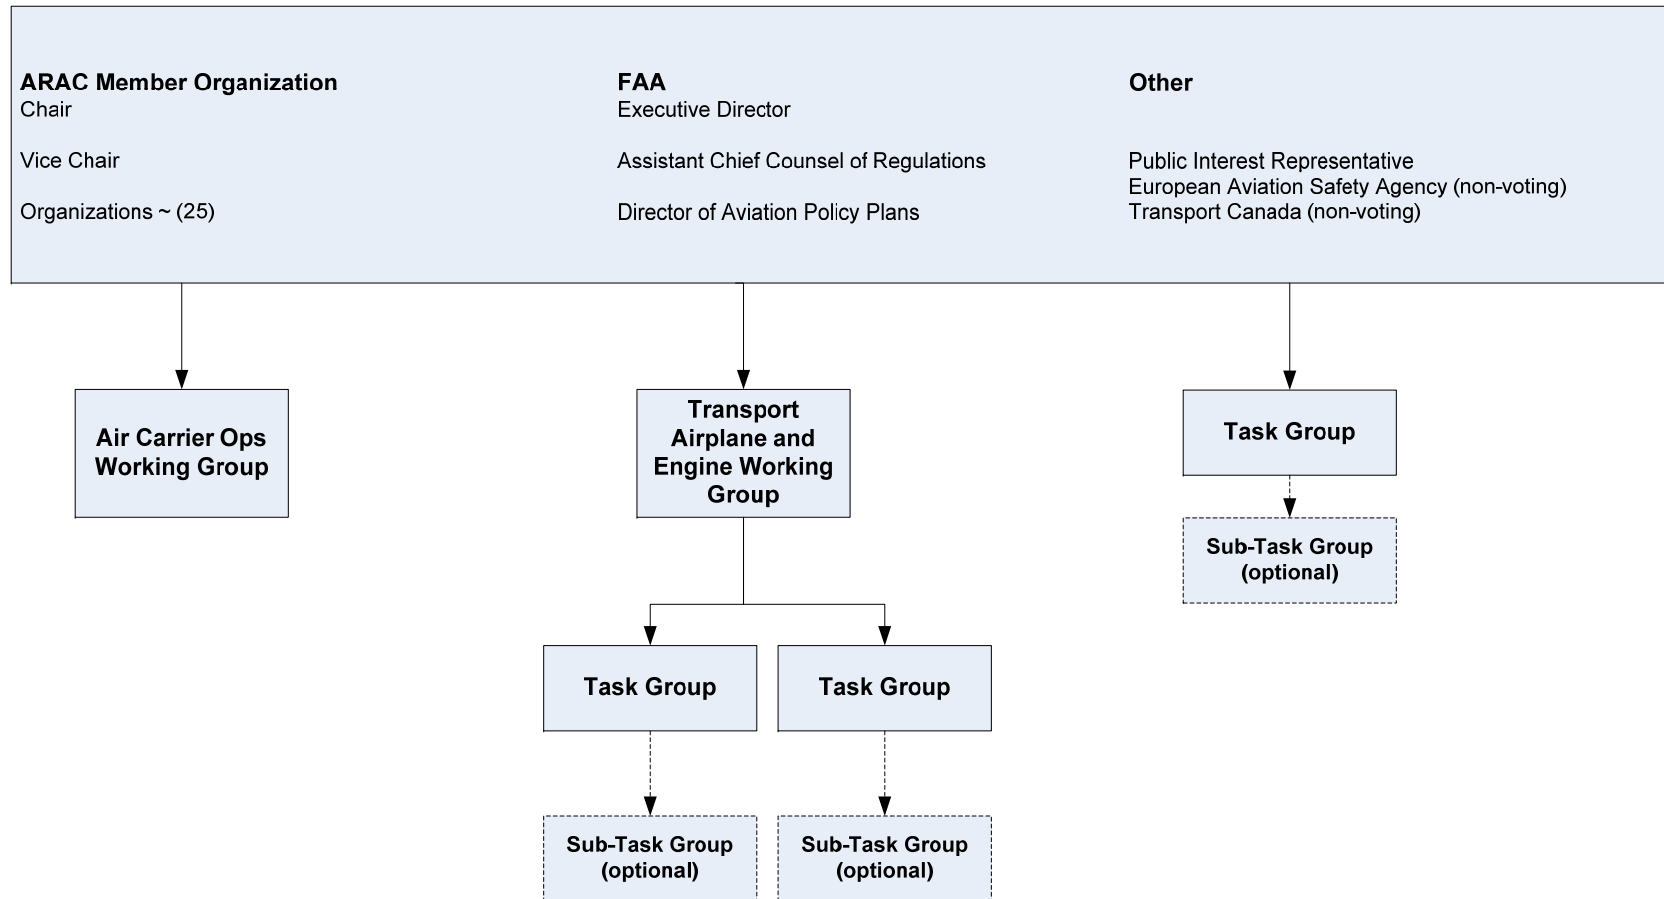 ARAC Member Organization
Chair
Vice Chair
Organizations ~ (25)
FAA
Executive Director
Assistant Chief Counsel of Regulations
Director of Aviation Policy Plans
Other
Public Interest Representative
European Aviation Safety Agency (non-voting)
Transport Canada (non-voting)
Air Carrier Ops
Working Group
Transport
Airplane and
Engine Working
Group
Task Group
Sub-Task Group
(optional)
Task Group
Task Group
Sub-Task Group
(optional)
Sub-Task Group
(optional)